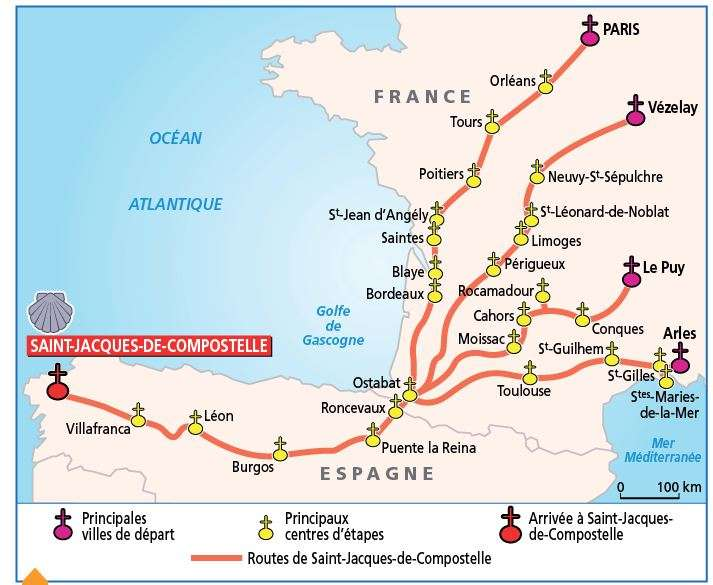 PARIS
Orléans
FRANCE
Tours
Vézelay
OCÉAN
ATLANTIQUE
Poitiers
Neuvy-St-Sépulchre
St-Jean d'Angély
St-Léonard-de-Noblat
Saintes
Limoges
Blaye
Périgueux
Le Puy
Bordeaux
Rocamadour
Golfe
de
Gascogne
Cahors
Conques
Moissac
Arles
SAINT-JACQUES-DE-COMPOSTELLE
St-Guilhem
St-Gilles
Ostabat
Toulouse
Stes-Maries-
de-la-Mer
Roncevaux
Villafranca
Léon
Puente la Reina
Burgos
ESPAGNE
Mer
Méditerranée
0 100 km
Principales
villes de départ
Principaux
centres d'étapes
Arrivée à Saint-Jacques-
de-Compostelle
Routes de Saint-Jacques-de-Compostelle